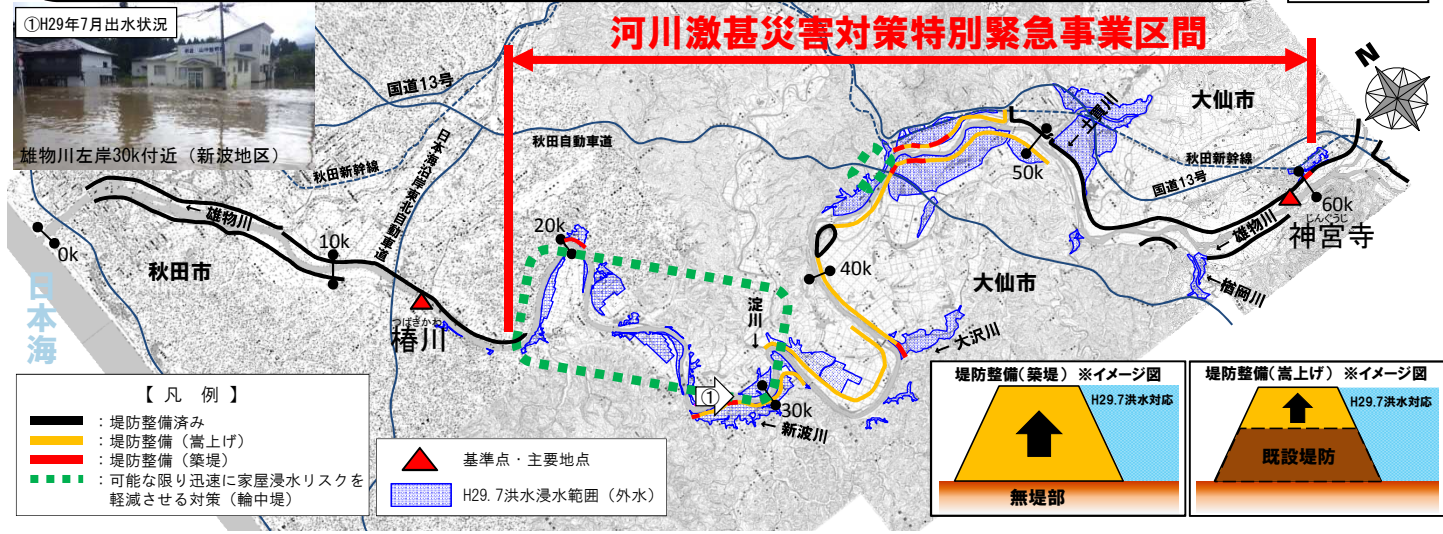 ①H29年7月出水状況
雄物川左岸30k付近（新波地区）
河川激甚災害対策特別緊急事業区間
N
国道13号
日本海沿岸東北自動車道
秋田自動車道
秋田新幹線
大仙市
土買川
秋田新幹線
国道13号
50k
60k
じんぐうじ
神宮寺
← 雄物川
←楢岡川
0k
日本海
秋田市
← 雄物川
10k
つばきかわ
椿川
20k
淀川→
①
30k
←新波川
40k
大仙市
←大沢川
【 凡 例 】
：堤防整備済み
：堤防整備（嵩上げ）
：堤防整備（築堤）
：可能な限り迅速に家屋浸水リスクを
軽減させる対策（輪中堤）
基準点・主要地点
H29.7洪水浸水範囲（外水）
堤防整備(築堤) ※イメージ図
H29.7洪水対応
無堤部
堤防整備(嵩上げ) ※イメージ図
H29.7洪水対応
既設堤防